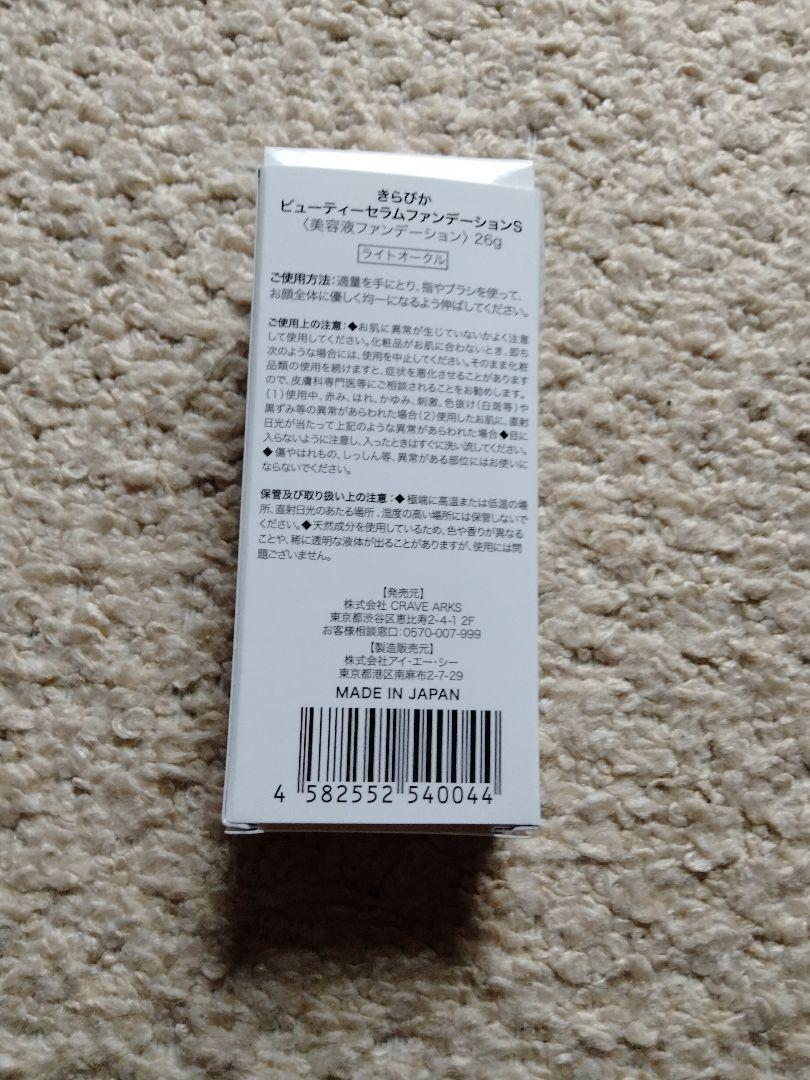 きらびか
ビューティーセラムファンデーションS
〈美容液ファンデーション〉26g
ライトオークル
ご使用方法:適量を手にとり、指やブラシを使って、
お顔全体に優しく均一になるよう伸ばしてください。
ご使用上の注意:◆お肌に異常が生じていないかよく注意
して使用してください。化粧品がお肌に合わないとき、即ち
次のような場合には、使用を中止してください。そのまま化粧
品類の使用を続けますと、症状を悪化させることがあります
ので、皮膚科専門医等にご相談されることをお勧めします。
(1)使用中、赤み、はれ、かゆみ、刺激、色抜け(白斑等)や
黒ずみ等の異常があらわれた場合(2)使用したお肌に、直射
日光が当たって上記のような異常があらわれた場合◆目に
入らないように注意し、入ったときはすぐに洗い流してください。
◆傷やはれもの、しっしん等、異常がある部位にはお使いに
ならないでください。
保管及び取り扱い上の注意:◆極端に高温または低温の場
所、直射日光のあたる場所、湿度の高い場所には保管しないで
ください。◆天然成分を使用しているため、色や香りが異なる
ことや、稀に透明な液体が出ることがありますが、使用には問
題ございません。
【発売元】
株式会社 CRAVE ARKS
東京都渋谷区恵比寿2-4-1 2F
お客様相談窓口:0570-007-999
【製造販売元】
株式会社アイ・エー・シー
東京都港区南麻布2-7-29
MADE IN JAPAN
4 582552 540044